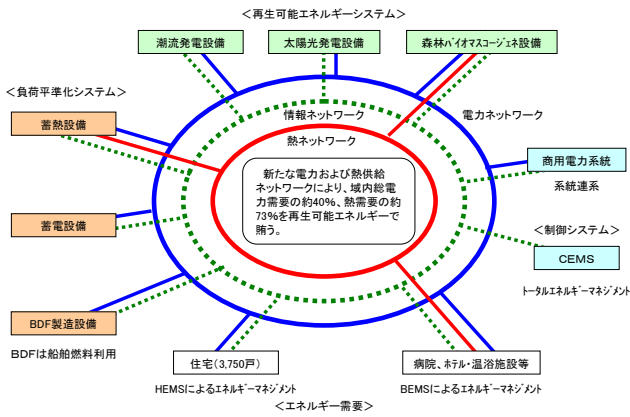 ＜再生可能エネルギーシステム＞
潮流発電設備
太陽光発電設備
森林バイオマスコージェネ設備
＜負荷平準化システム＞
情報ネットワーク
電力ネットワーク
蓄熱設備
熱ネットワーク
商用電力系統
系統連系
新たな電力および熱供給
ネットワークにより、域内総電
力需要の約40%、熱需要の約
73%を再生可能エネルギーで
賄う。
蓄電設備
＜制御システム＞
CEMS
トータルエネルギーマネジメント
BDF製造設備
BDFは船舶燃料利用
住宅（3,750戸）
病院、ホテル・温浴施設等
HEMSによるエネルギーマネジメント
BEMSによるエネルギーマネジメント
＜エネルギー需要＞